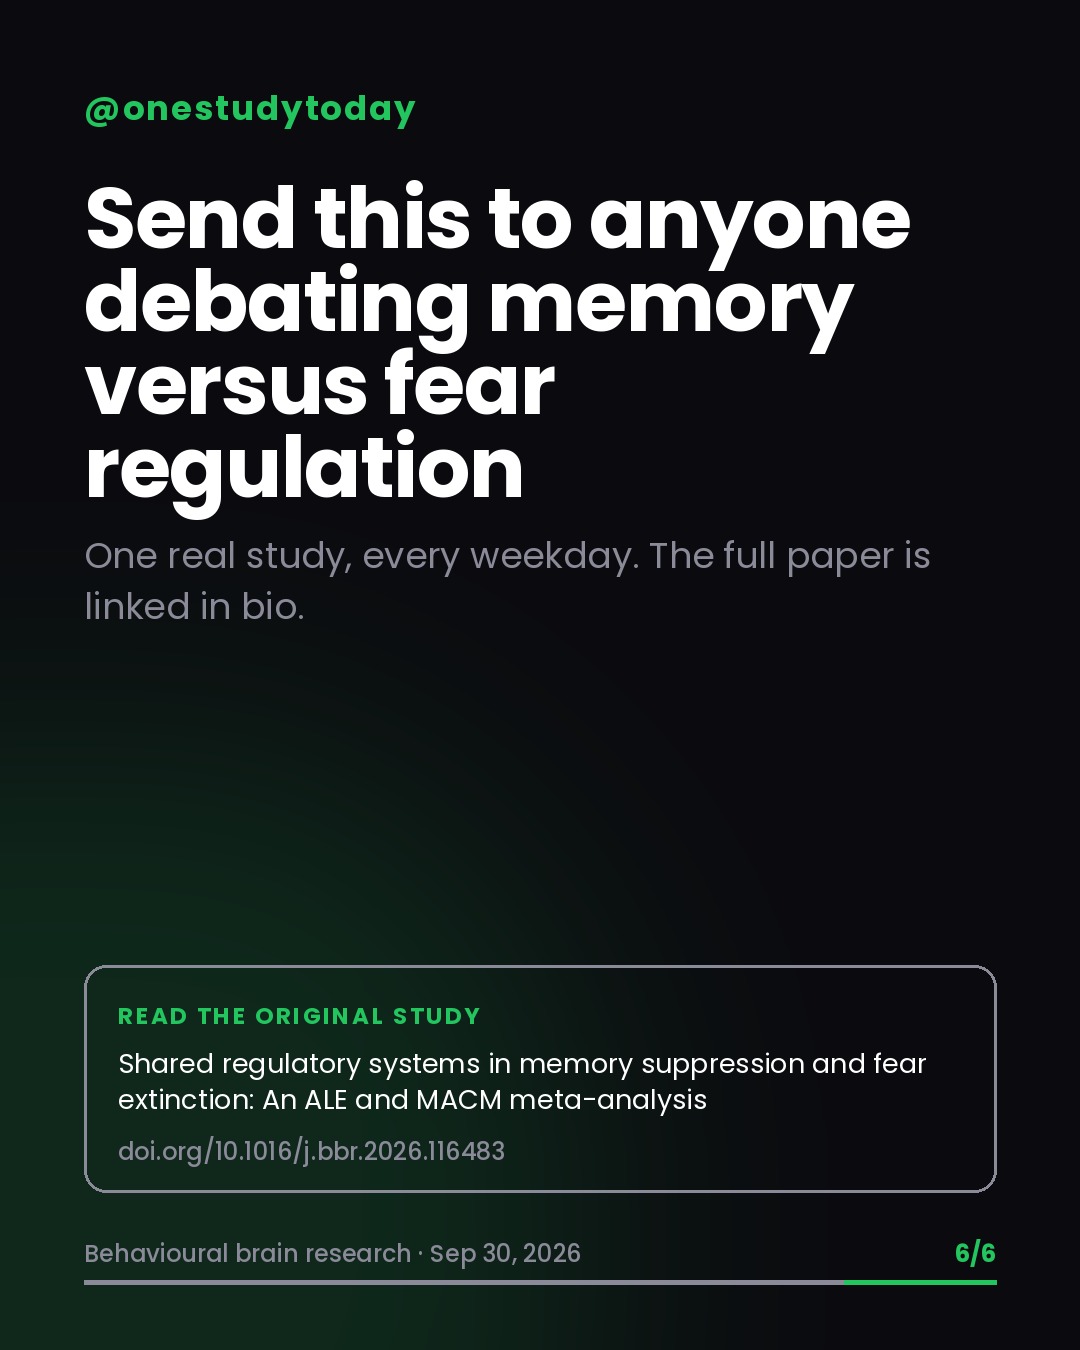 @onestudytoday
Send this to anyone
debating memory
versus fear
regulation
One real study, every weekday. The full paper is
linked in bio.
READ THE ORIGINAL STUDY
Shared regulatory systems in memory suppression and fear
extinction: An ALE and MACM meta-analysis
doi.org/10.1016/j.bbr.2026.116483
Behavioural brain research · Sep 30, 2026
6/6